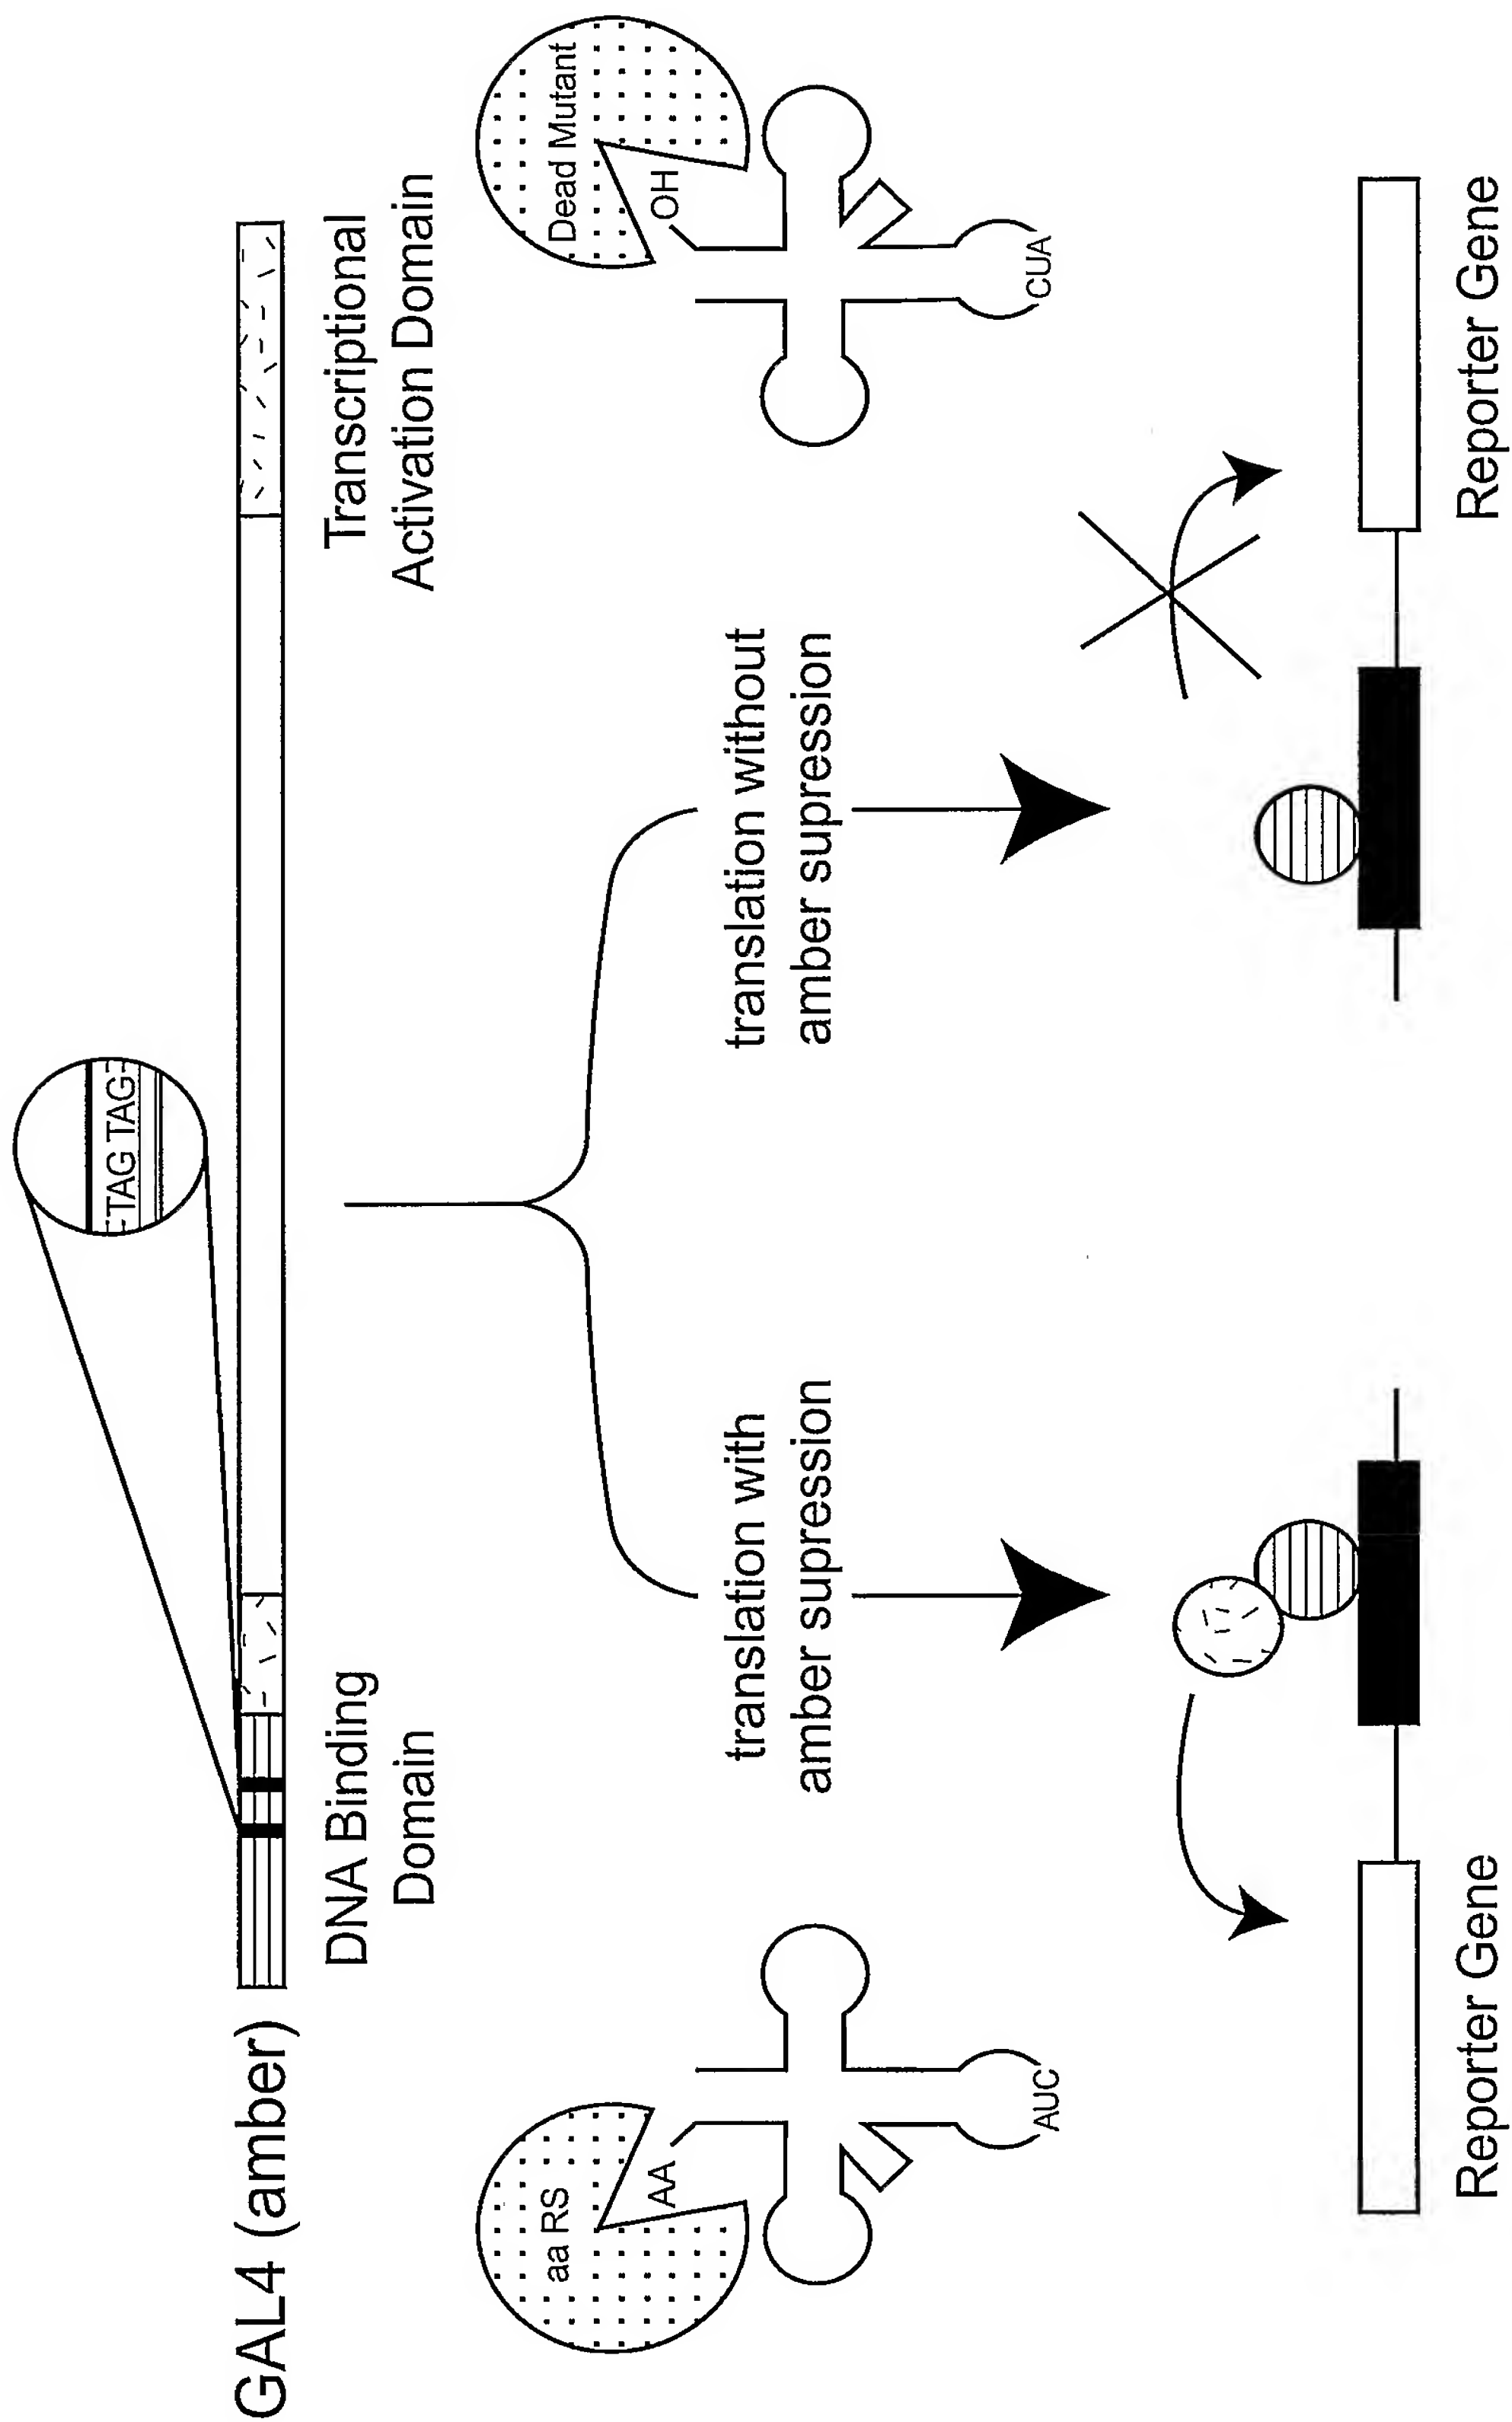 GAL4 (amber)
-TAG TAG-
DNA Binding
Domain
Transcriptional
Activation Domain
aa RS
AA
AUC
translation with
amber supression
translation without
amber supression
Dead Mutant
OH
CUA
Reporter Gene
Reporter Gene